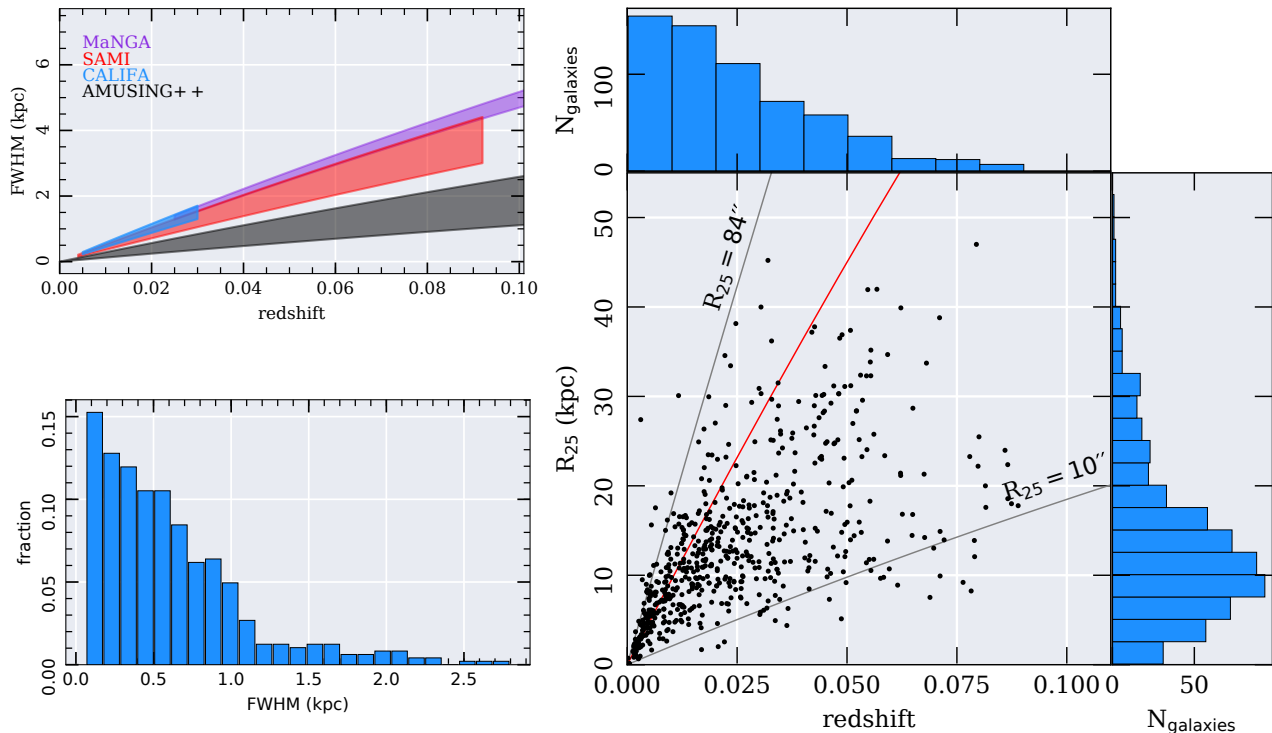 MaNGA
SAMI
CALIFA
AMUSING++
FWHM (kpc)
6
4
2
0
0.00 0.02 0.04 0.06 0.08 0.10
redshift
fraction
0.15
0.10
0.05
0.00
0.0 0.5 1.0 1.5 2.0 2.5
FWHM (kpc)
N_galaxies
100
0
R_25 (kpc)
50
40
30
20
10
0
R_25 = 84″
R_25 = 10″
0.000 0.025 0.050 0.075 0.100
redshift
0 50
N_galaxies